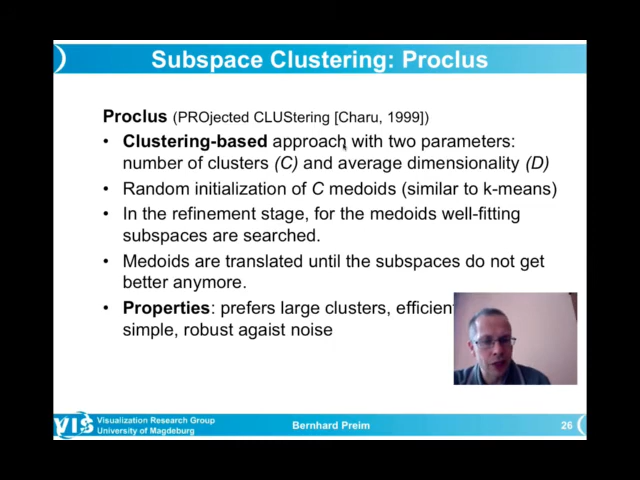 Subspace Clustering: Proclus
Proclus (PROjected CLUStering [Charu, 1999])
• Clustering-based approach with two parameters:
number of clusters (C) and average dimensionality (D)
• Random initialization of C medoids (similar to k-means)
• In the refinement stage, for the medoids well-fitting
subspaces are searched.
• Medoids are translated until the subspaces do not get
better anymore.
• Properties: prefers large clusters, efficient
simple, robust agaist noise
VIS
Visualization Research Group
University of Magdeburg
Bernhard Preim
26